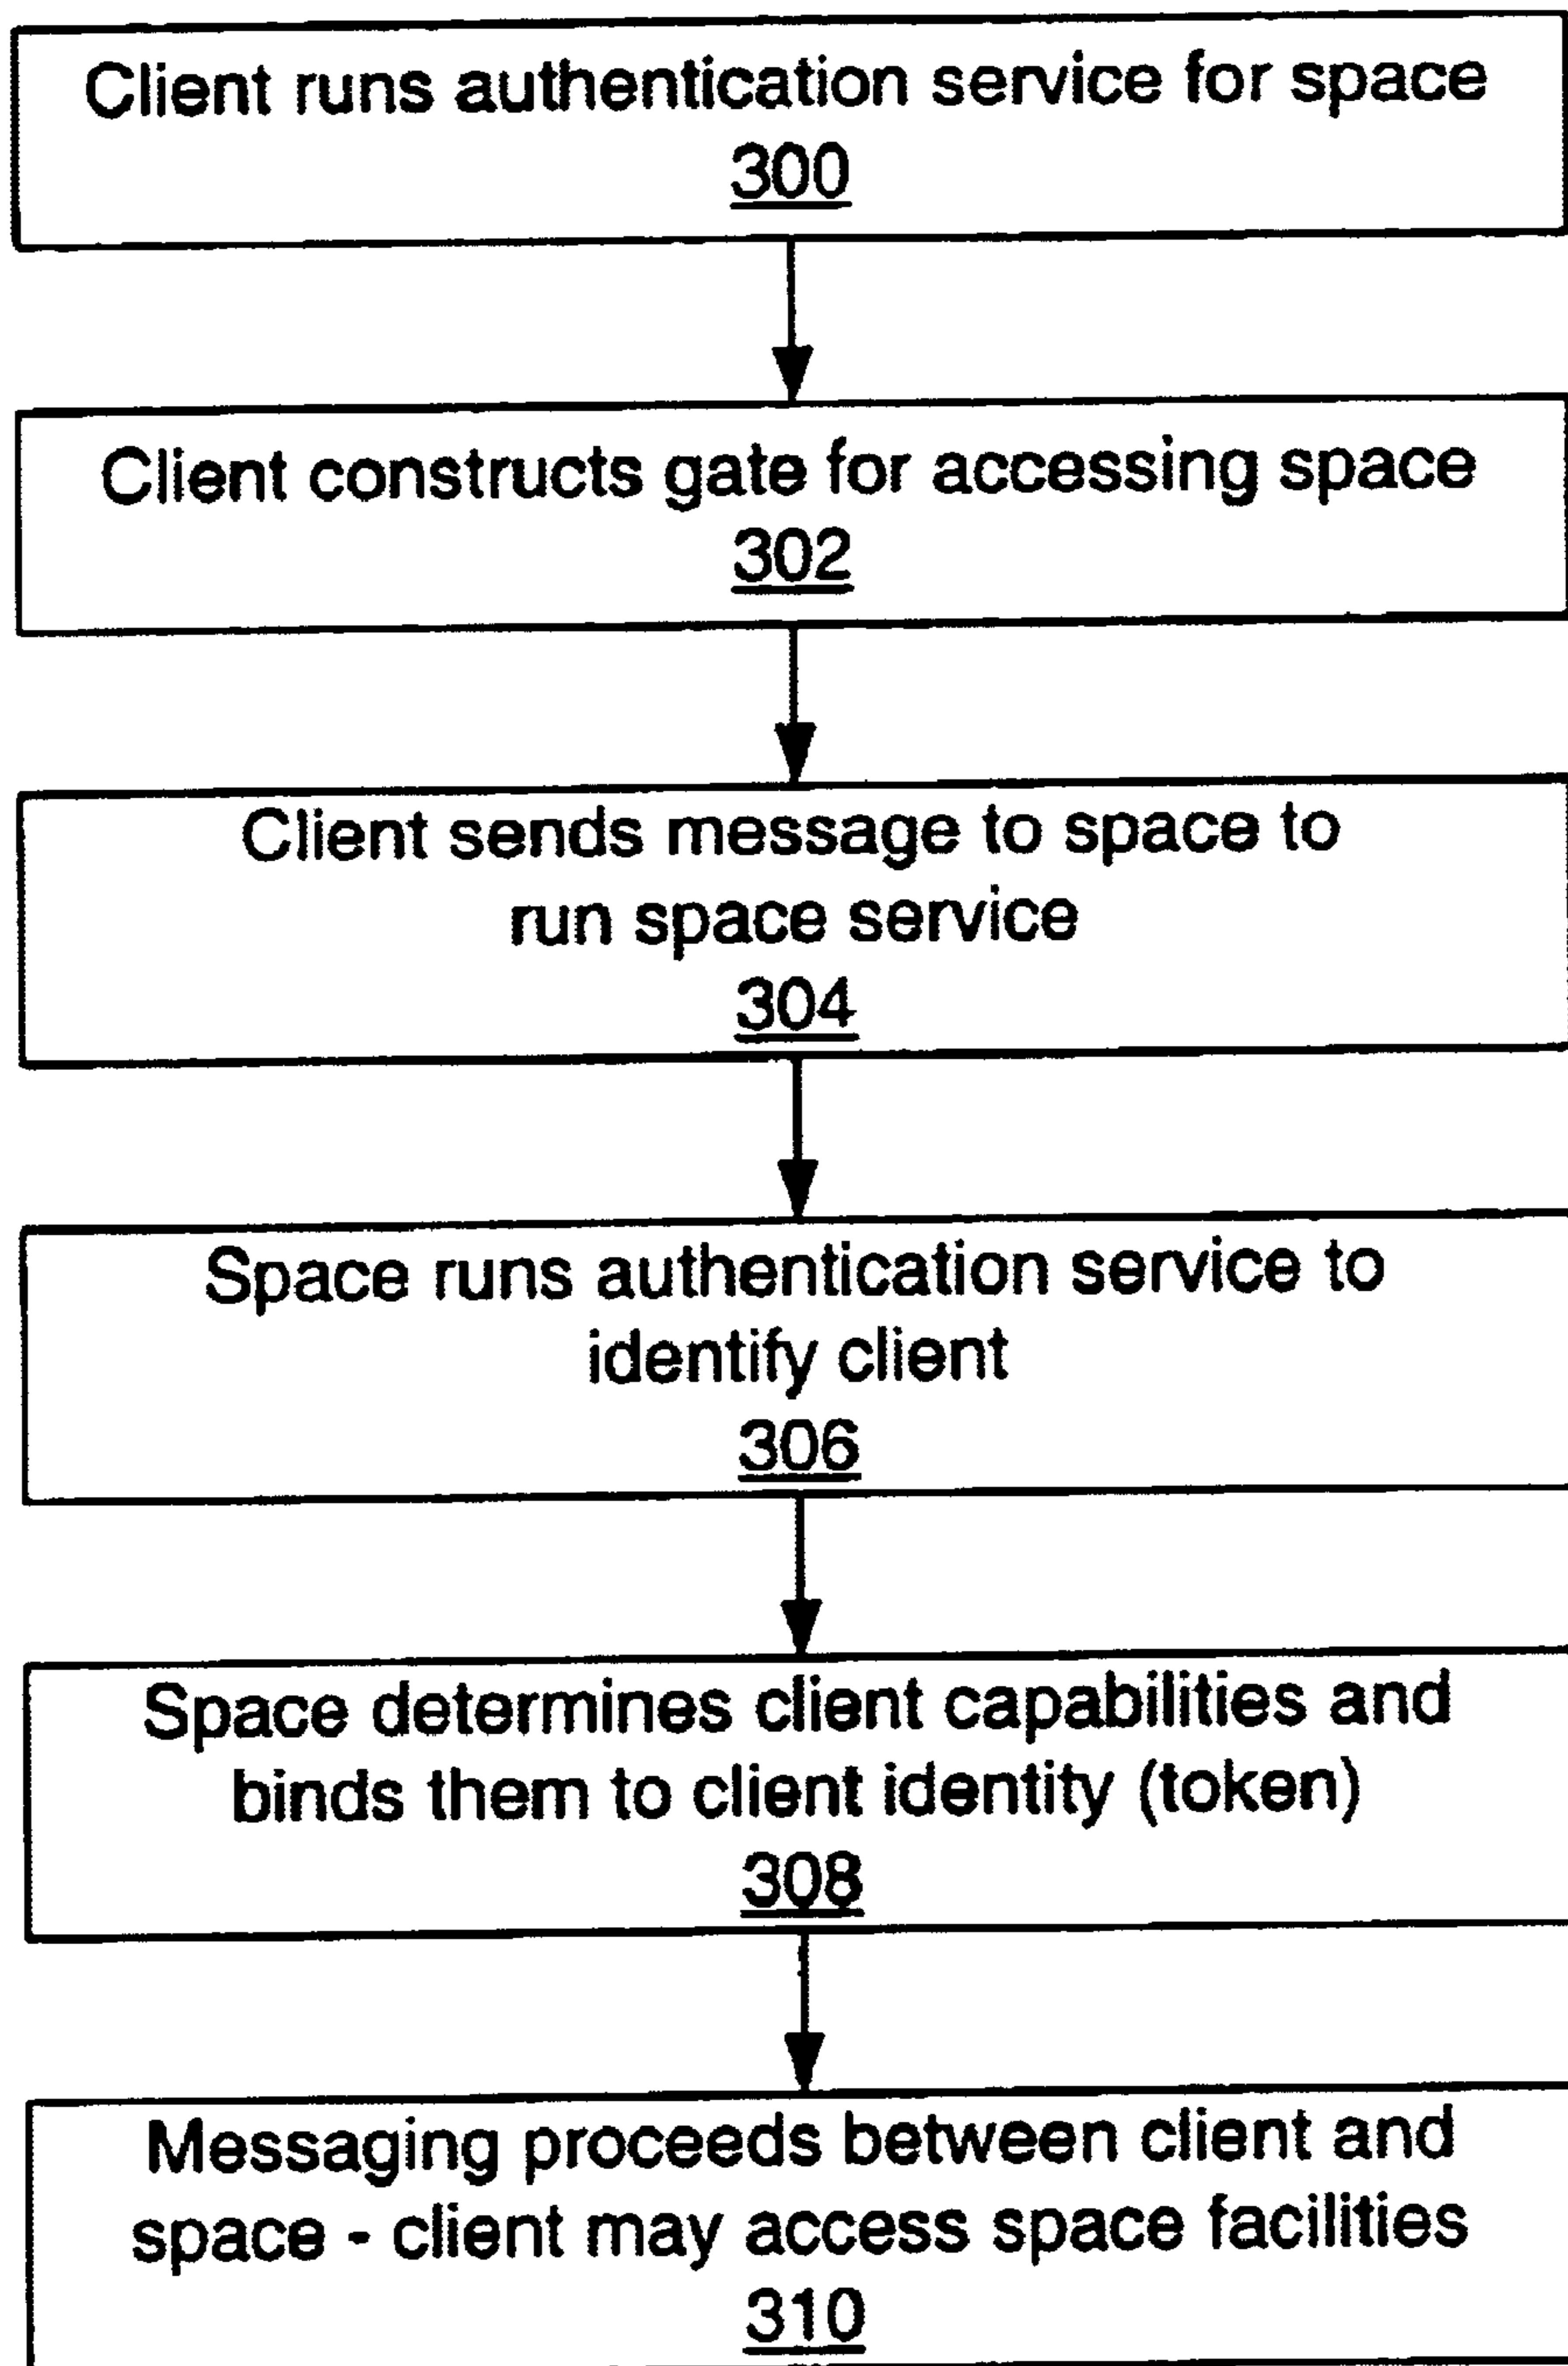 Client runs authentication service for space
300
Client constructs gate for accessing space
302
Client sends message to space to
run space service
304
Space runs authentication service to
identify client
306
Space determines client capabilities and
binds them to client identity (token)
308
Messaging proceeds between client and
space - client may access space facilities
310